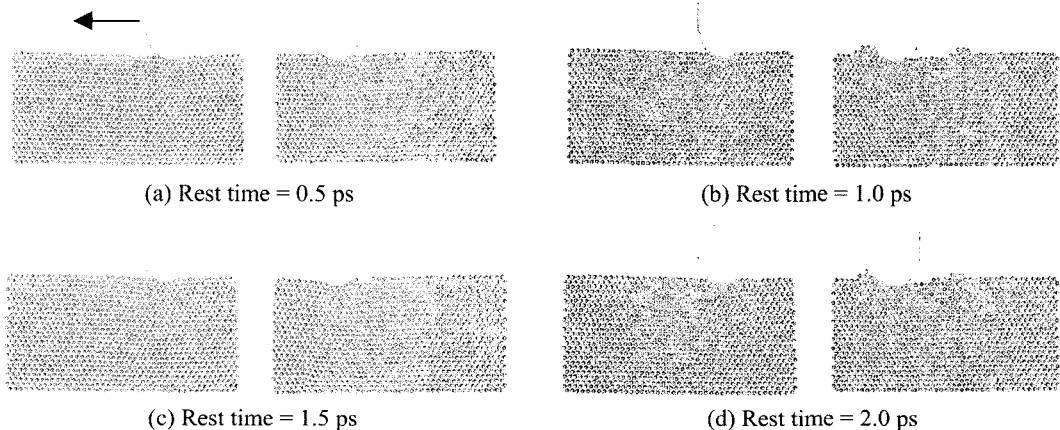 (a) Rest time = 0.5 ps
(b) Rest time = 1.0 ps
(c) Rest time = 1.5 ps
(d) Rest time = 2.0 ps